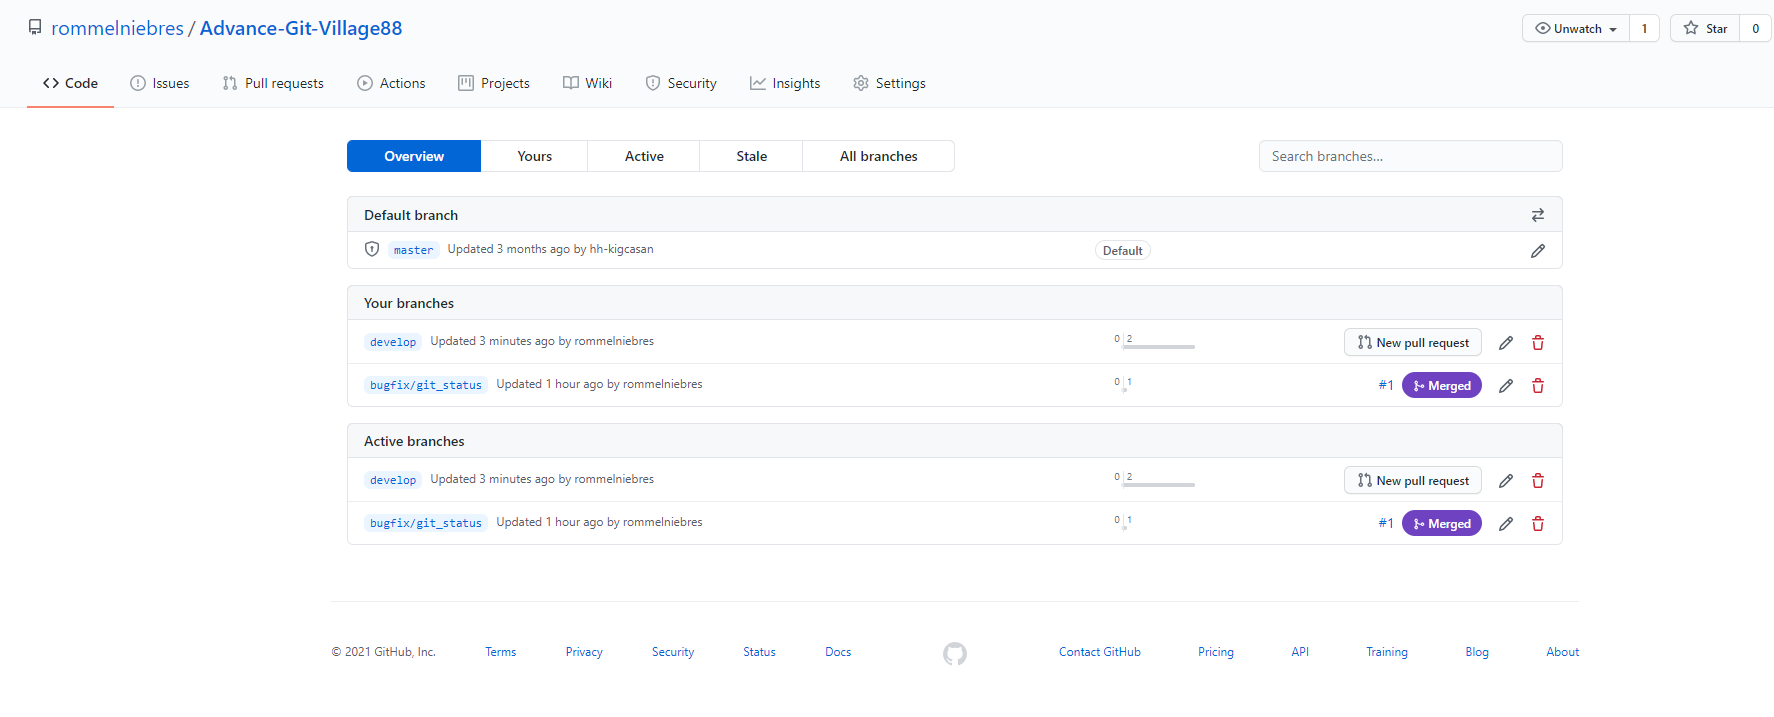 rommelniebres / Advance-Git-Village88
Unwatch 1 Star 0
Code Issues Pull requests Actions Projects Wiki Security Insights Settings
Overview Yours Active Stale All branches Search branches...
Default branch
master Updated 3 months ago by hh-kigcasan Default
Your branches
develop Updated 3 minutes ago by rommelniebres 0 2 New pull request
bugfix/git_status Updated 1 hour ago by rommelniebres 0 1 #1 Merged
Active branches
develop Updated 3 minutes ago by rommelniebres 0 2 New pull request
bugfix/git_status Updated 1 hour ago by rommelniebres 0 1 #1 Merged
© 2021 GitHub, Inc. Terms Privacy Security Status Docs Contact GitHub Pricing API Training Blog About